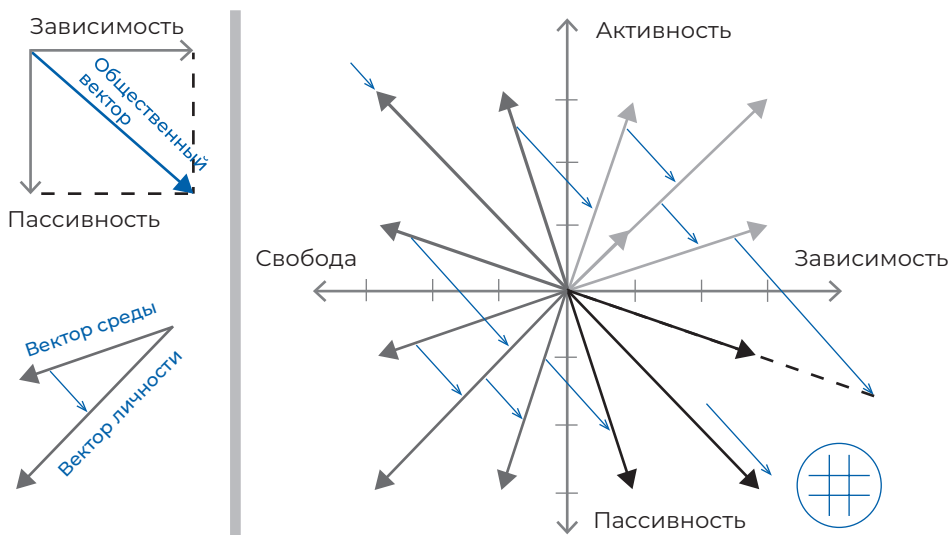 Зависимость
Общественный
вектор
Пассивность
Вектор среды
Вектор личности
Активность
Свобода
Зависимость
Пассивность